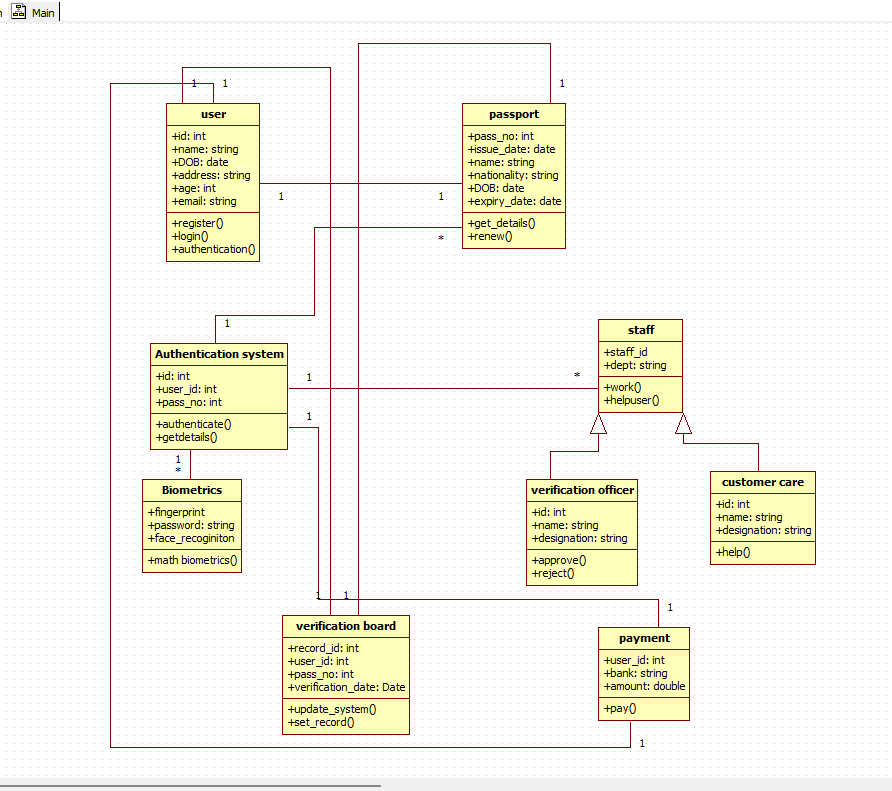 Main
1
1
1
user
+id: int
+name: string
+DOB: date
+address: string
+age: int
+email: string
+register()
+login()
+authentication()
passport
+pass_no: int
+issue_date: date
+name: string
+nationality: string
+DOB: date
+expiry_date: date
+get_details()
+renew()
1
1
*
1
Authentication system
+id: int
+user_id: int
+pass_no: int
+authenticate()
+getdetails()
1
*
1
staff
+staff_id
+dept: string
+work()
+helpuser()
1
*
Biometrics
+fingerprint
+password: string
+face_recoginiton
+math biometrics()
verification officer
+id: int
+name: string
+designation: string
+approve()
+reject()
customer care
+id: int
+name: string
+designation: string
+help()
1
1
1
verification board
+record_id: int
+user_id: int
+pass_no: int
+verification_date: Date
+update_system()
+set_record()
payment
+user_id: int
+bank: string
+amount: double
+pay()
1